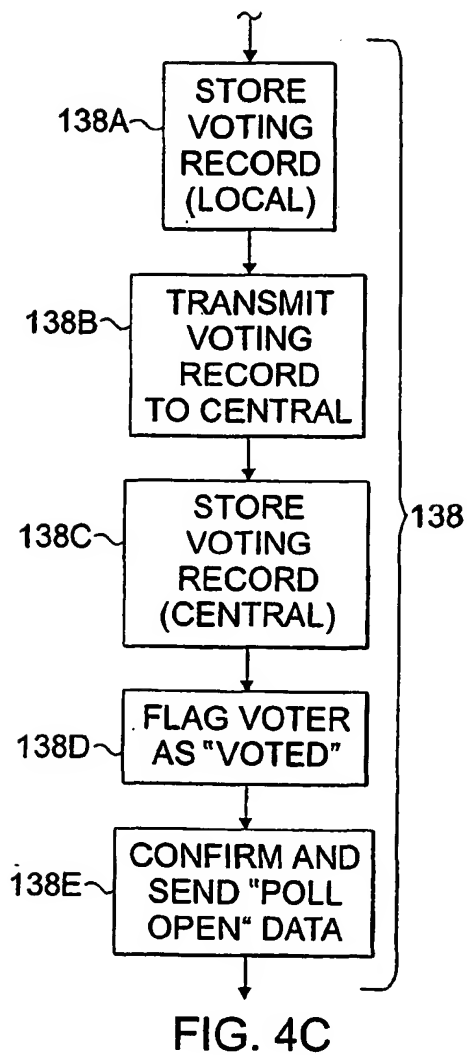 138A
STORE
VOTING
RECORD
(LOCAL)
138B
TRANSMIT
VOTING
RECORD
TO CENTRAL
138C
STORE
VOTING
RECORD
(CENTRAL)
138
138D
FLAG VOTER
AS "VOTED"
138E
CONFIRM AND
SEND "POLL
OPEN" DATA
FIG. 4C